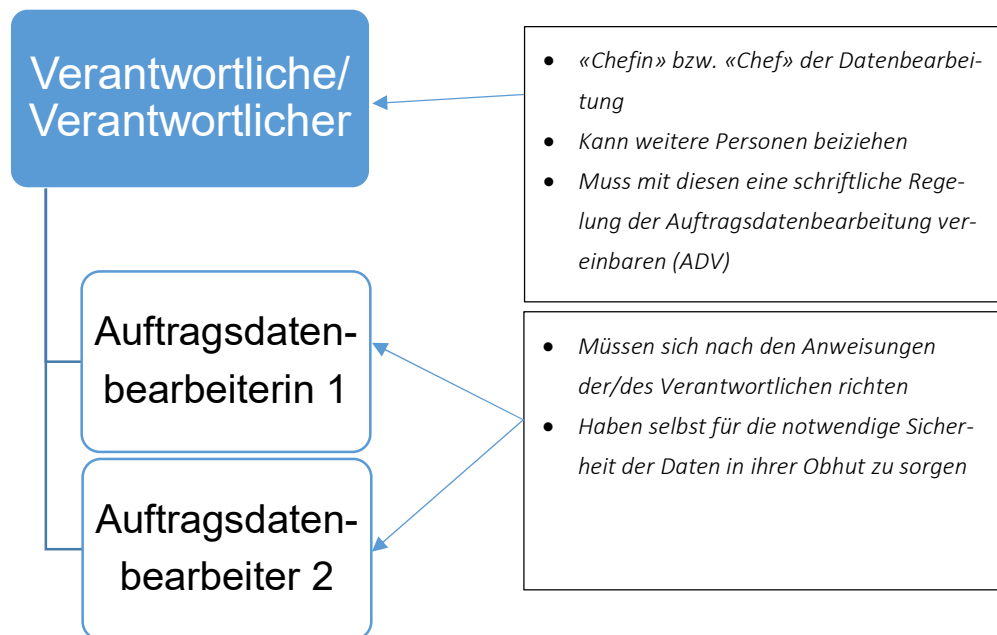 Verantwortliche/
Verantwortlicher
• «Chefin» bzw. «Chef» der Datenbearbei-
tung
• Kann weitere Personen beiziehen
• Muss mit diesen eine schriftliche Rege-
lung der Auftragsdatenbearbeitung ver-
einbaren (ADV)
Auftragsdaten-
bearbeiterin 1
• Müssen sich nach den Anweisungen
der/des Verantwortlichen richten
• Haben selbst für die notwendige Sicher-
heit der Daten in ihrer Obhut zu sorgen
Auftragsdaten-
bearbeiter 2